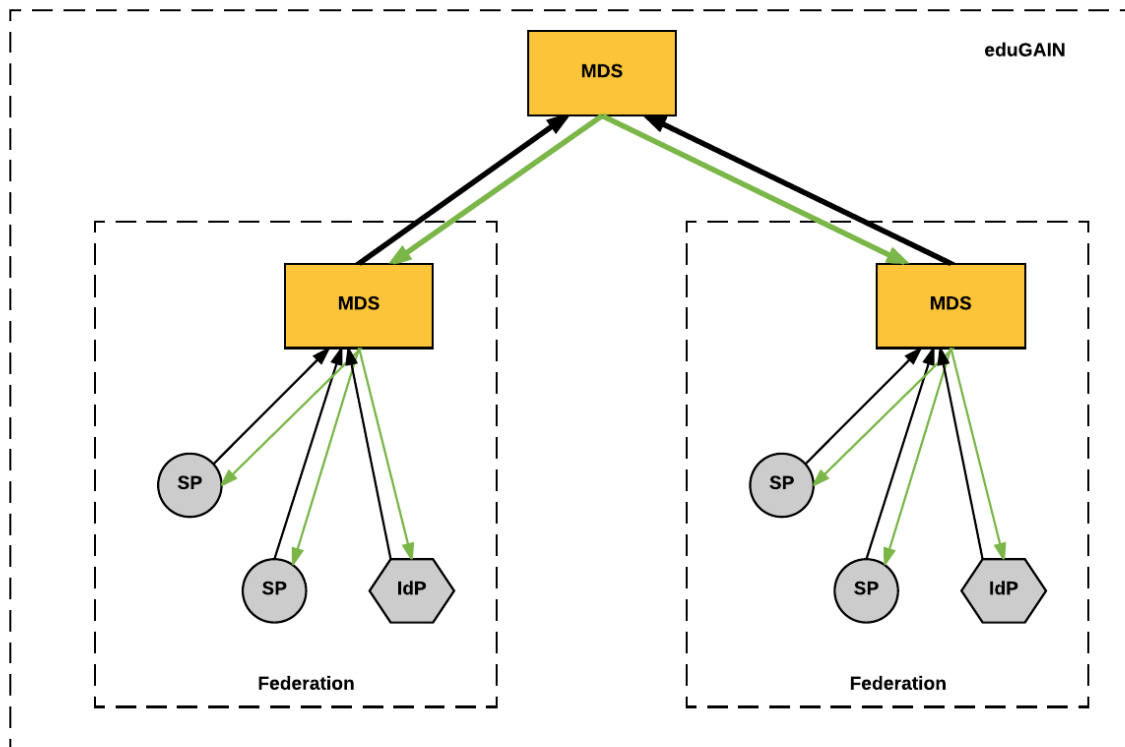 eduGAIN
MDS
MDS
MDS
SP
SP
SP
IdP
SP
IdP
Federation
Federation